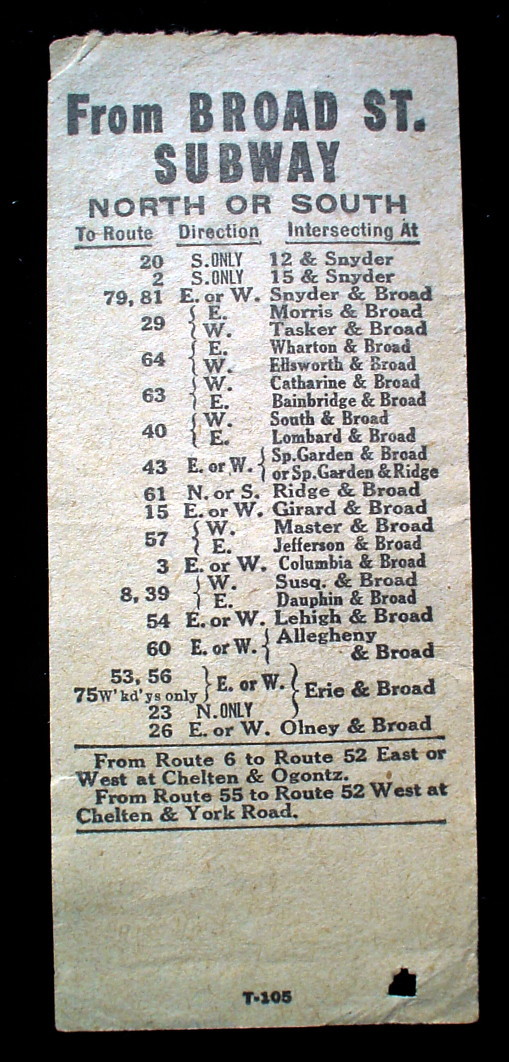 From BROAD ST.
SUBWAY
NORTH OR SOUTH
To Route Direction Intersecting At
20 S.ONLY 12 & Snyder
2 S.ONLY 15 & Snyder
79, 81 E. or W. Snyder & Broad
29 { E. Morris & Broad
W. Tasker & Broad
64 { E. Wharton & Broad
W. Ellsworth & Broad
63 { W. Catharine & Broad
E. Bainbridge & Broad
40 { W. South & Broad
E. Lombard & Broad
43 E. or W. { Sp.Garden & Broad
or Sp.Garden & Ridge
61 N. or S. Ridge & Broad
15 E. or W. Girard & Broad
57 { W. Master & Broad
E. Jefferson & Broad
3 E. or W. Columbia & Broad
8, 39 { W. Susq. & Broad
E. Dauphin & Broad
54 E. or W. Lehigh & Broad
60 E. or W. { Allegheny
& Broad
53, 56
75 W'kd'ys only } E. or W. } Erie & Broad
23 N.ONLY
26 E. or W. Olney & Broad
From Route 6 to Route 52 East or
West at Chelten & Ogontz.
From Route 55 to Route 52 West at
Chelten & York Road.
T-105